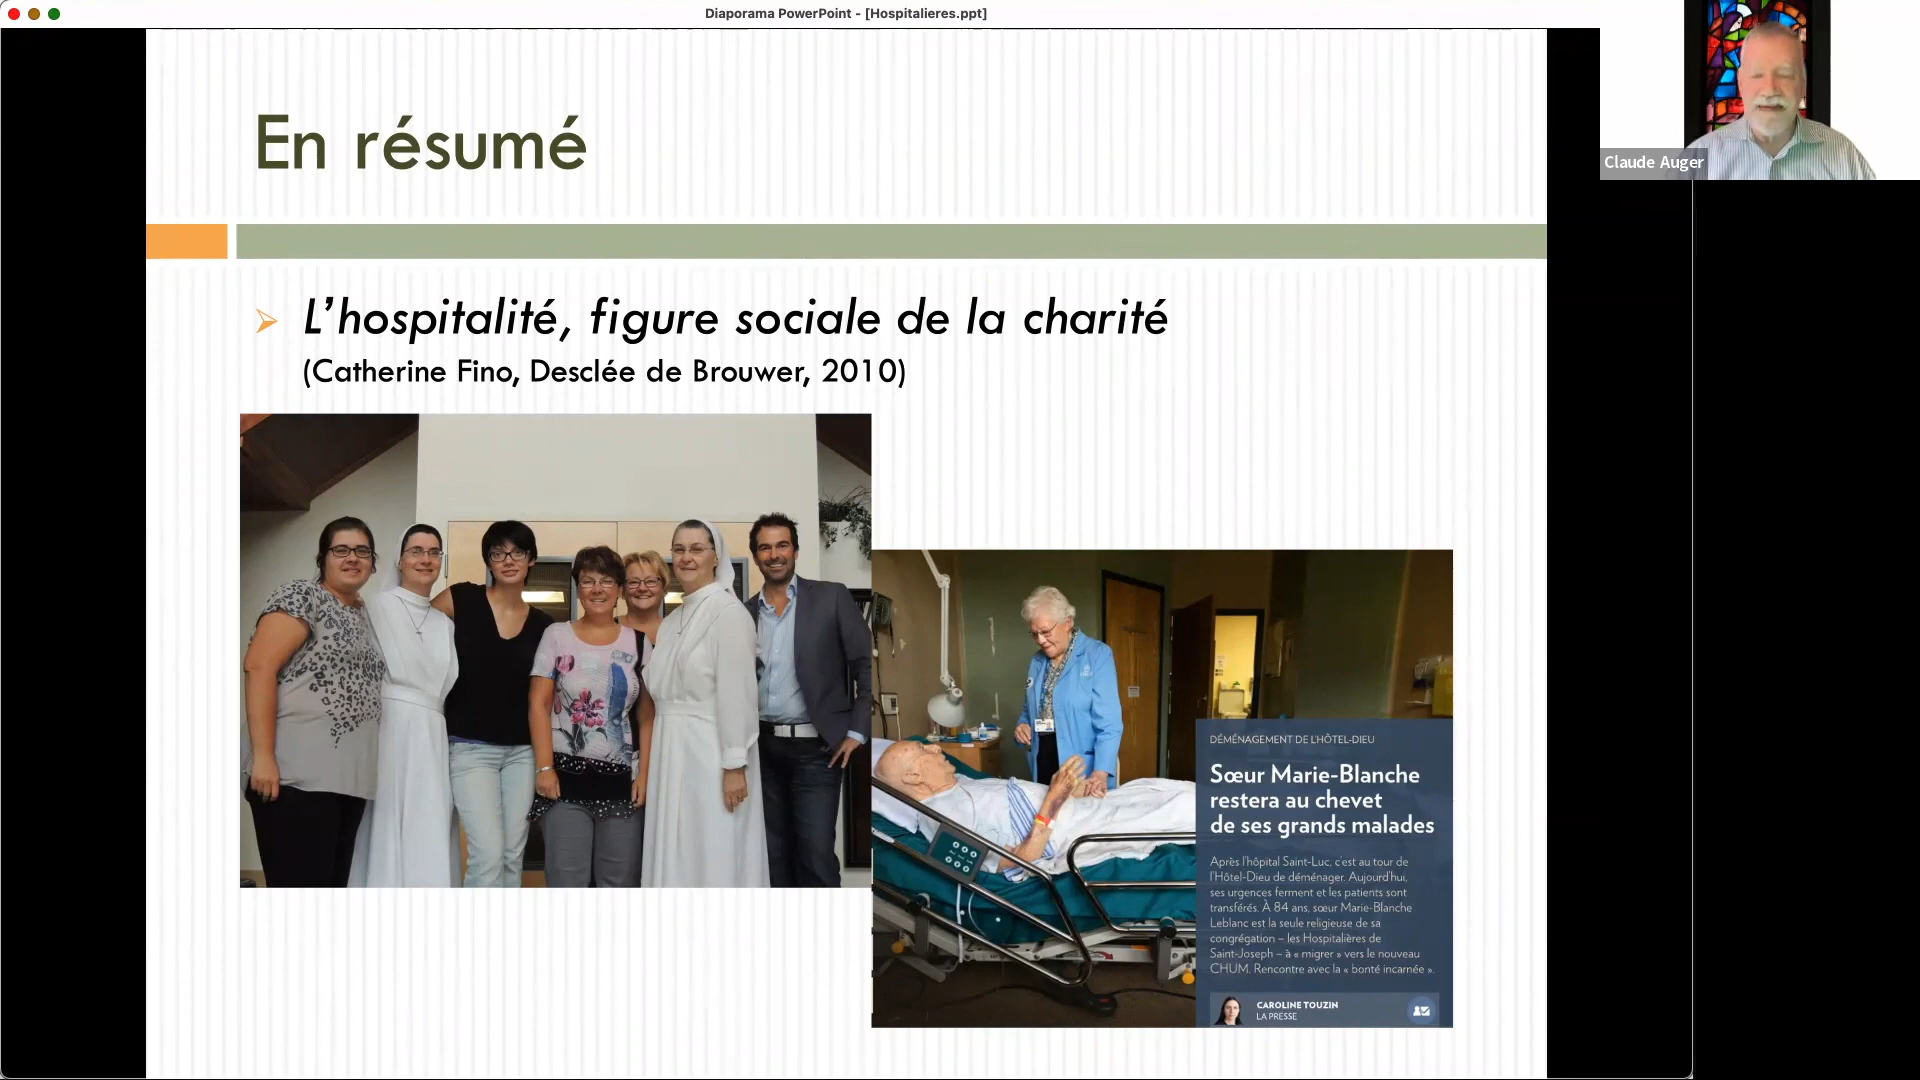 Diaporama PowerPoint - [Hospitalieres.ppt]
Claude Auger
En résumé
L’hospitalité, figure sociale de la charité
(Catherine Fino, Desclée de Brouwer, 2010)
DÉMÉNAGEMENT DE L'HÔTEL-DIEU
Sœur Marie-Blanche
restera au chevet
de ses grands malades
Après l'hôpital Saint-Luc, c'est au tour de
l'Hôtel-Dieu de déménager. Aujourd'hui,
ses urgences ferment et les patients sont
transférés. À 84 ans, sœur Marie-Blanche
Leblanc est la seule religieuse de sa
congrégation – les Hospitalières de
Saint-Joseph – à « migrer » vers le nouveau
CHUM. Rencontre avec la « bonté incarnée ».
CAROLINE TOUZIN
LA PRESSE